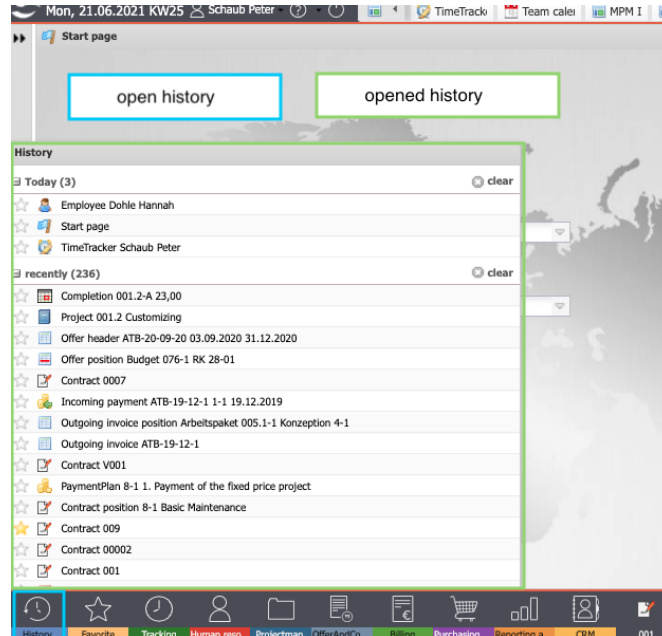 Mon, 21.06.2021 KW25 Schaub Peter
TimeTrack
Team caler
MPM I
Start page
open history
opened history
History
Today (3)
clear
Employee Dohle Hannah
Start page
TimeTracker Schaub Peter
recently (236)
clear
Completion 001.2-A 23,00
Project 001.2 Customizing
Offer header ATB-20-09-20 03.09.2020 31.12.2020
Offer position Budget 076-1 RK 28-01
Contract 0007
Incoming payment ATB-19-12-1 1-1 19.12.2019
Outgoing invoice position Arbeitspaket 005.1-1 Konzeption 4-1
Outgoing invoice ATB-19-12-1
Contract V001
PaymentPlan 8-1 1. Payment of the fixed price project
Contract position 8-1 Basic Maintenance
Contract 009
Contract 00002
Contract 001
History
Favorite
Tracking
Human reso
Projectman
OfferAndCo
Billing
Purchasing
Reporting a
CRM